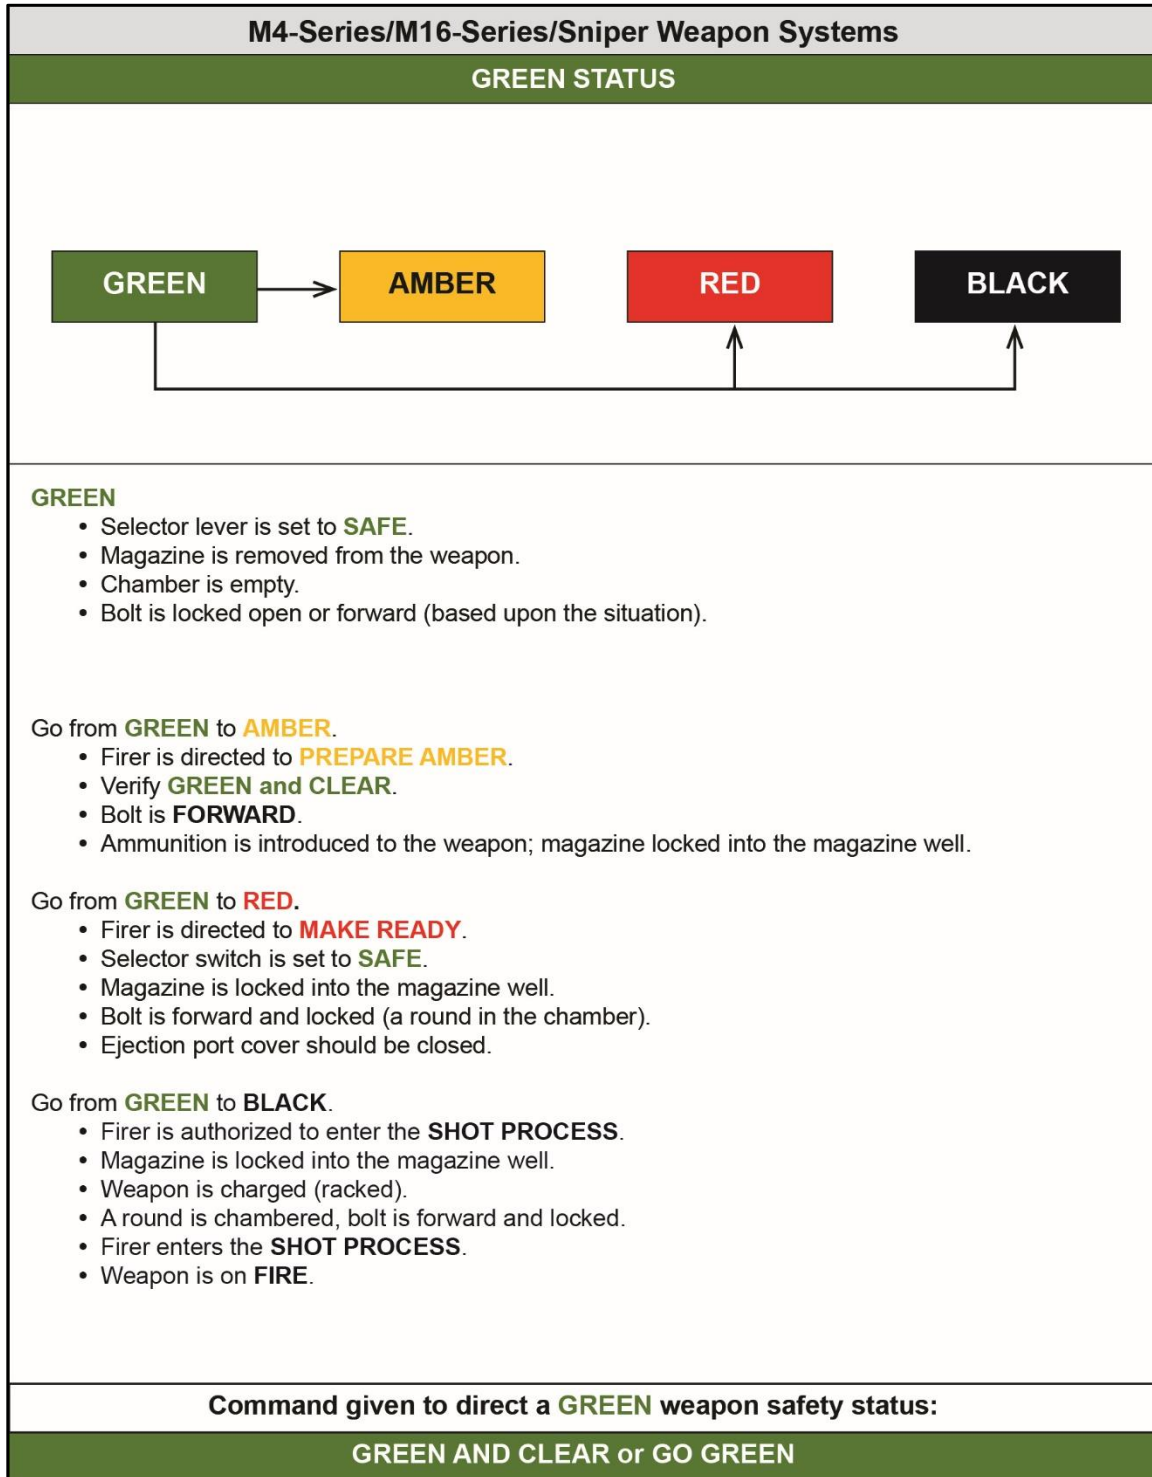 M4-Series/M16-Series/Sniper Weapon Systems
GREEN STATUS
GREEN
AMBER
RED
BLACK
GREEN
• Selector lever is set to SAFE.
• Magazine is removed from the weapon.
• Chamber is empty.
• Bolt is locked open or forward (based upon the situation).
Go from GREEN to AMBER.
• Firer is directed to PREPARE AMBER.
• Verify GREEN and CLEAR.
• Bolt is FORWARD.
• Ammunition is introduced to the weapon; magazine locked into the magazine well.
Go from GREEN to RED.
• Firer is directed to MAKE READY.
• Selector switch is set to SAFE.
• Magazine is locked into the magazine well.
• Bolt is forward and locked (a round in the chamber).
• Ejection port cover should be closed.
Go from GREEN to BLACK.
• Firer is authorized to enter the SHOT PROCESS.
• Magazine is locked into the magazine well.
• Weapon is charged (racked).
• A round is chambered, bolt is forward and locked.
• Firer enters the SHOT PROCESS.
• Weapon is on FIRE.
Command given to direct a GREEN weapon safety status:
GREEN AND CLEAR or GO GREEN